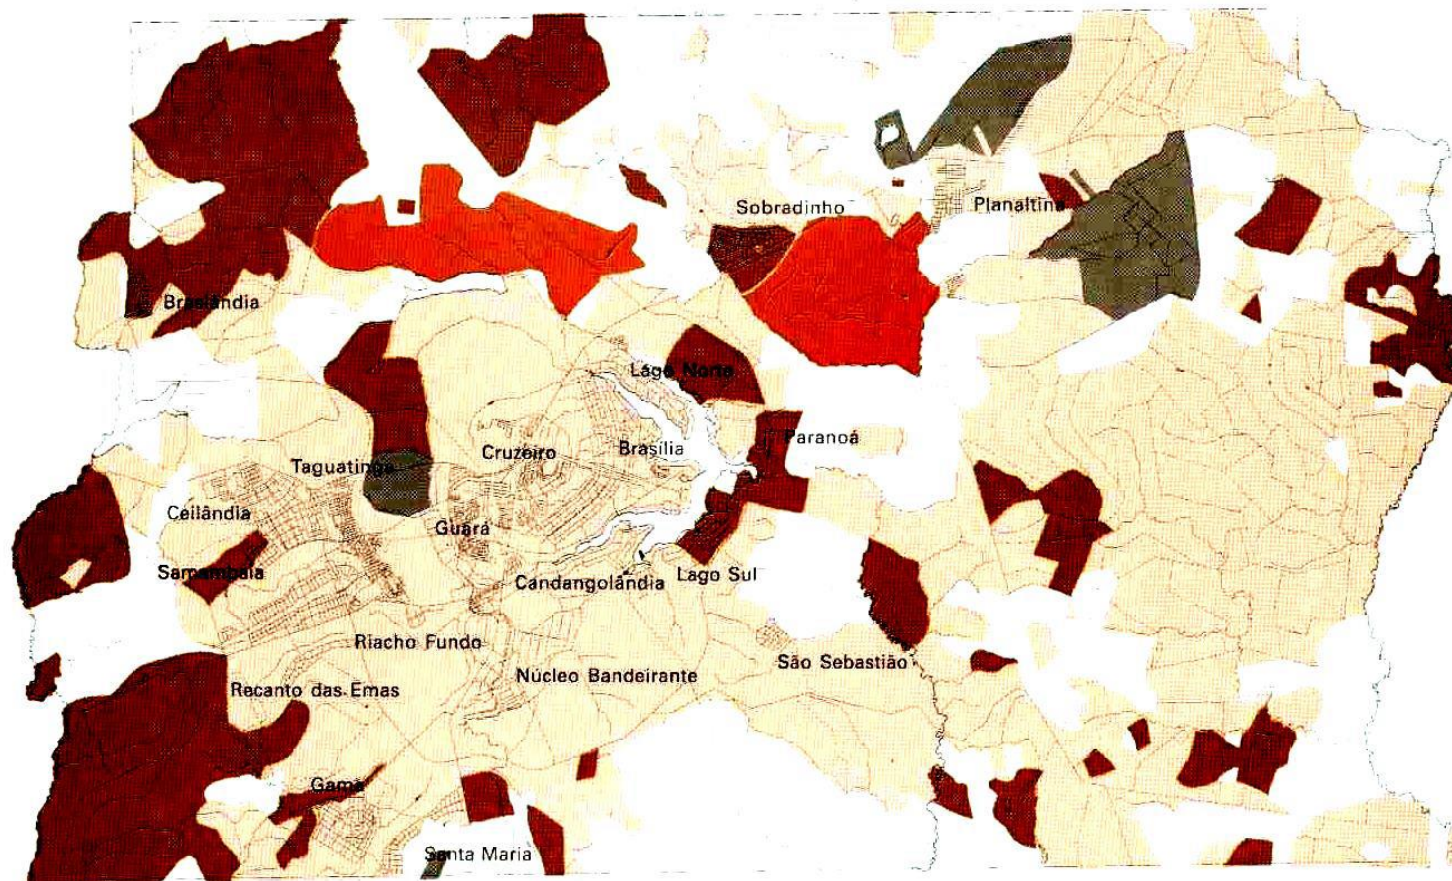 Sobradinho
Planaltina
Braslândia
Lago Norte
Paranoá
Cruzeiro
Brasília
Taguatinga
Ceilândia
Guará
Samambaia
Candangolândia
Lago Sul
Riacho Fundo
São Sebastião
Núcleo Bandeirante
Recanto das Emas
Gama
Santa Maria